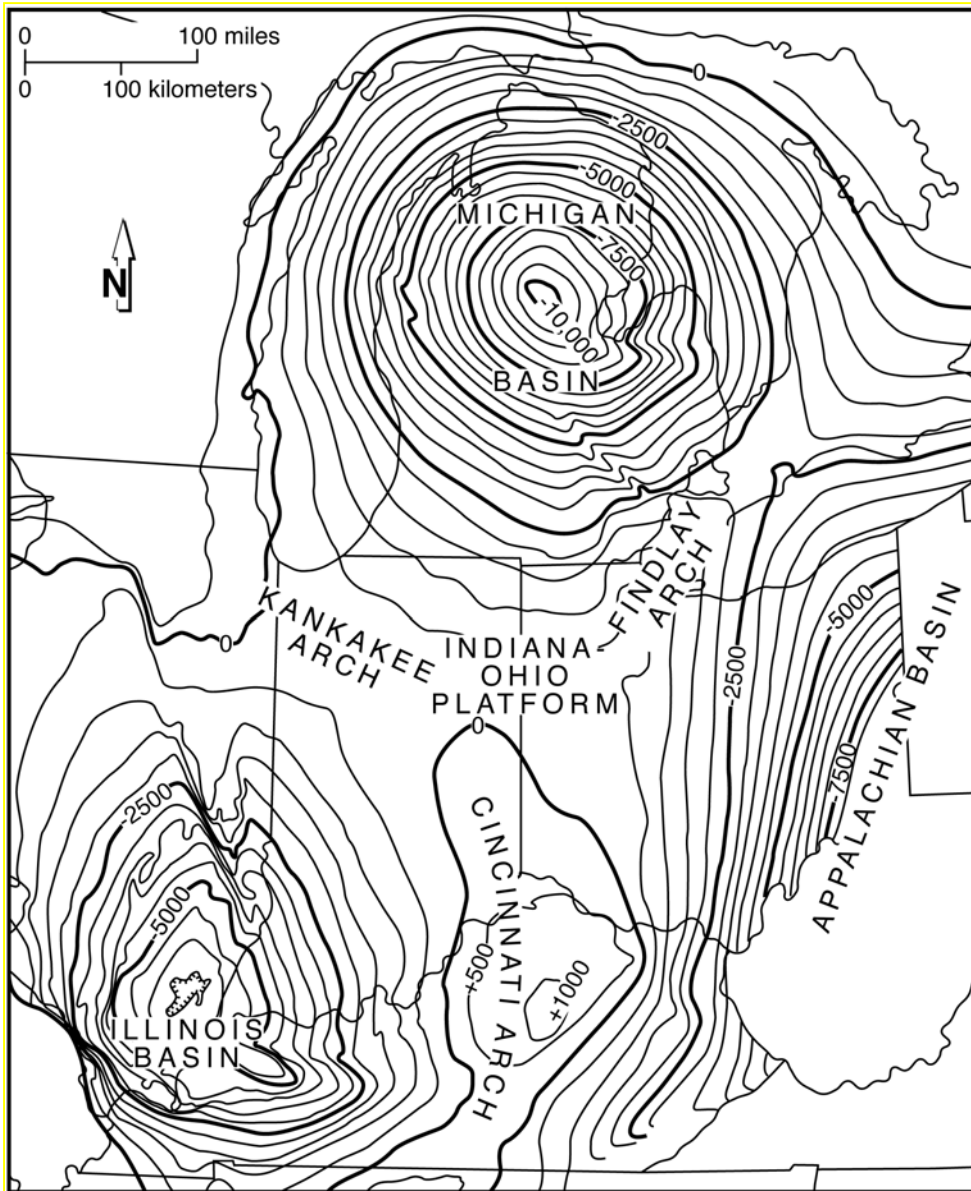 0 100 miles
0 100 kilometers
N
0
-2500
-5000
MICHIGAN
-7500
-10,000
BASIN
FINDLAY
ARCH
KANKAKEE
ARCH
0
INDIANA-
OHIO
PLATFORM
0
-2500
-5000
-7500
APPALACHIAN BASIN
-2500
-5000
CINCINNATI ARCH
+500
+1000
ILLINOIS
BASIN